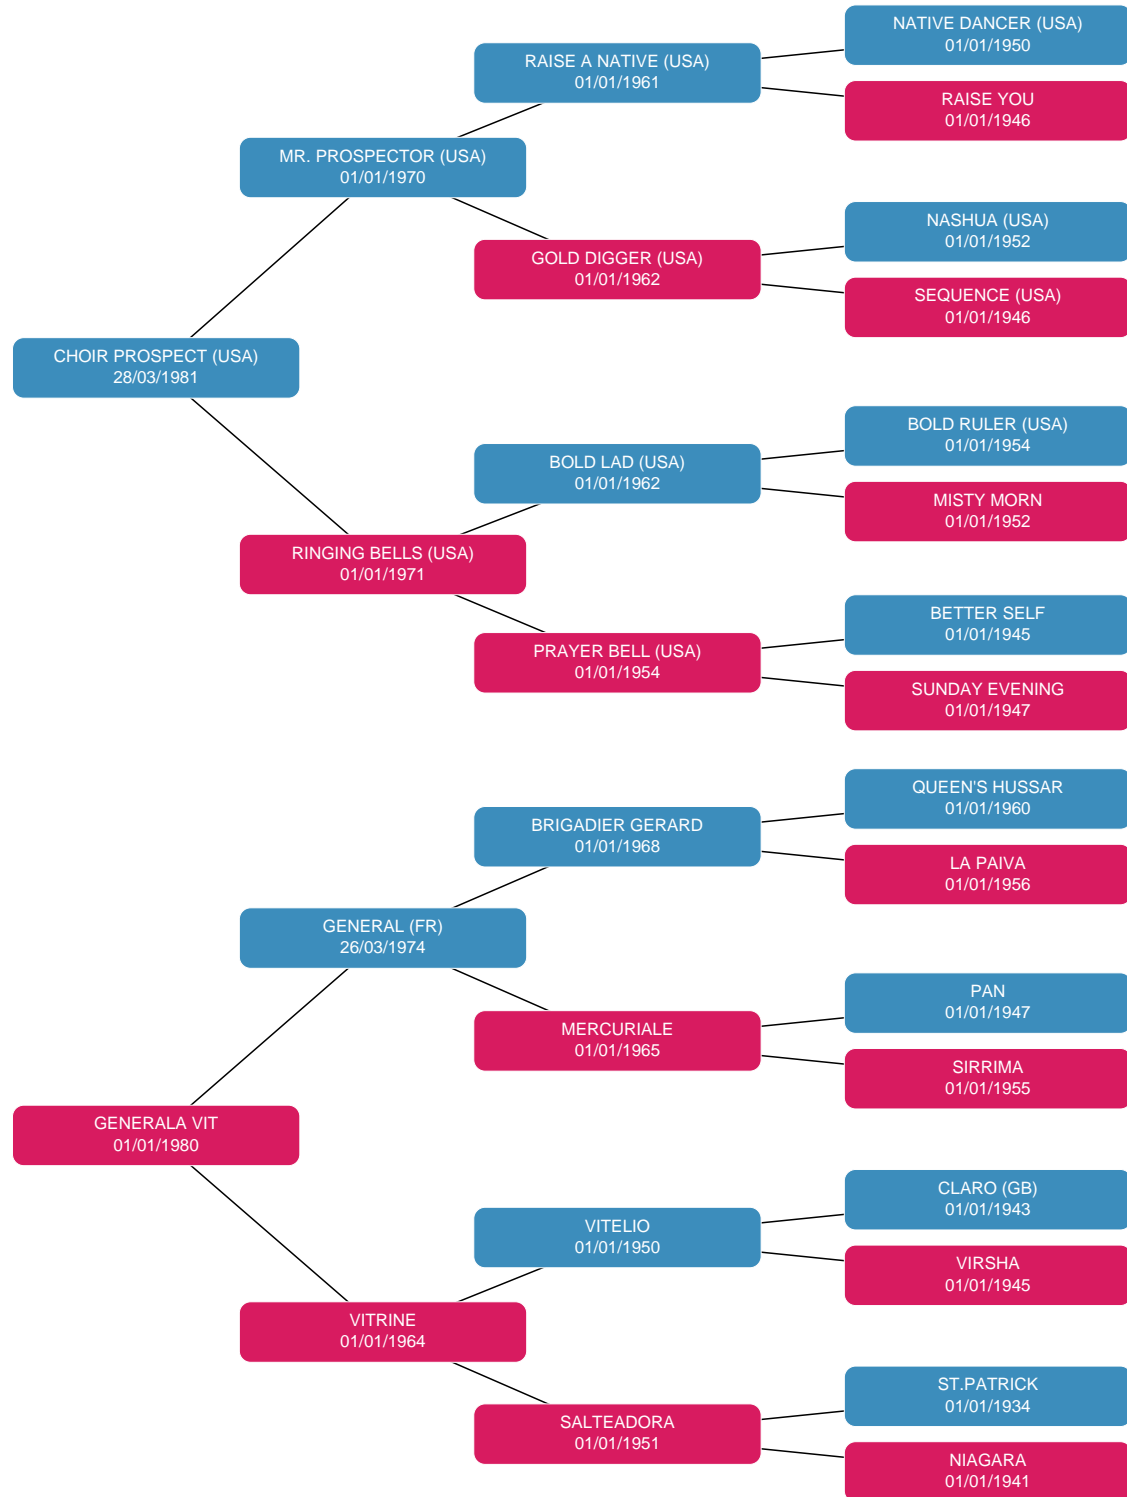 NATIVE DANCER (USA)
01/01/1950
RAISE A NATIVE (USA)
01/01/1961
RAISE YOU
01/01/1946
MR. PROSPECTOR (USA)
01/01/1970
NASHUA (USA)
01/01/1952
GOLD DIGGER (USA)
01/01/1962
SEQUENCE (USA)
01/01/1946
CHOIR PROSPECT (USA)
28/03/1981
BOLD RULER (USA)
01/01/1954
BOLD LAD (USA)
01/01/1962
MISTY MORN
01/01/1952
RINGING BELLS (USA)
01/01/1971
BETTER SELF
01/01/1945
PRAYER BELL (USA)
01/01/1954
SUNDAY EVENING
01/01/1947
QUEEN'S HUSSAR
01/01/1960
BRIGADIER GERARD
01/01/1968
LA PAIVA
01/01/1956
GENERAL (FR)
26/03/1974
PAN
01/01/1947
MERCURIALE
01/01/1965
SIRRIMA
01/01/1955
GENERALA VIT
01/01/1980
CLARO (GB)
01/01/1943
VITELIO
01/01/1950
VIRSHA
01/01/1945
VITRINE
01/01/1964
ST.PATRICK
01/01/1934
SALTEADORA
01/01/1951
NIAGARA
01/01/1941